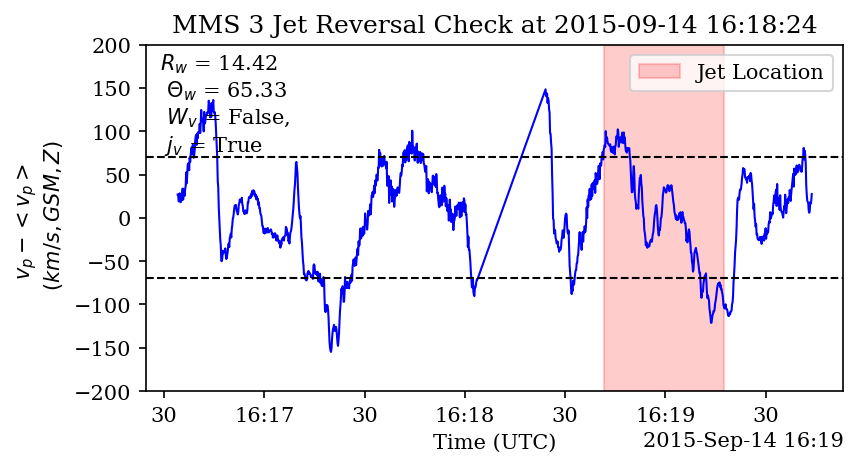 MMS 3 Jet Reversal Check at 2015-09-14 16:18:24
200
150
100
50
0
−50
−100
−150
−200
v_p − <v_p>
(km/s, GSM, Z)
R_w = 14.42
Θ_w = 65.33
W_v = False,
j_v = True
Jet Location
30 16:17 30 16:18 30 16:19 30
Time (UTC)
2015-Sep-14 16:19